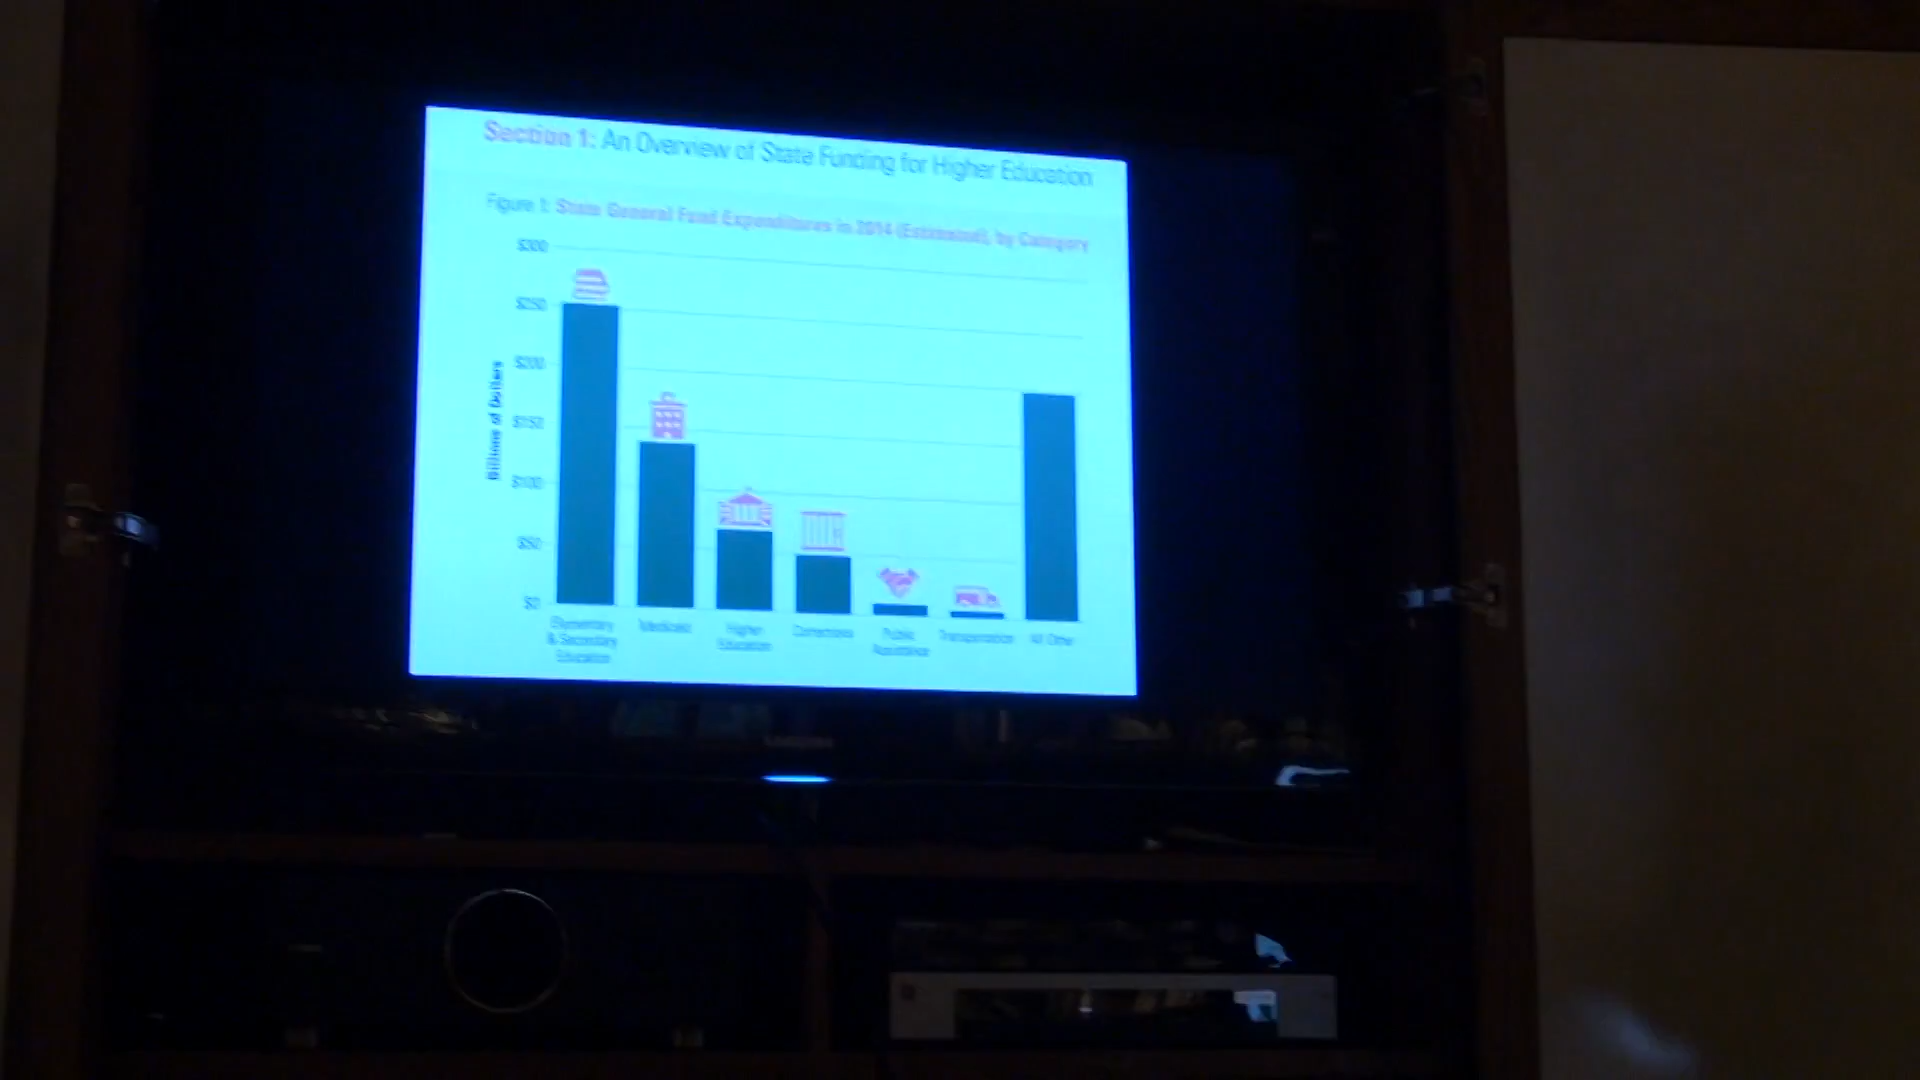 Section 1: An Overview of State Funding for Higher Education
Figure 1: State General Fund Expenditures in 2014 (Estimated), by Category
Billions of Dollars
$300
$250
$200
$150
$100
$50
$0
Elementary
& Secondary
Education
Medicaid
Higher
Education
Corrections
Public
Assistance
Transportation
All Other